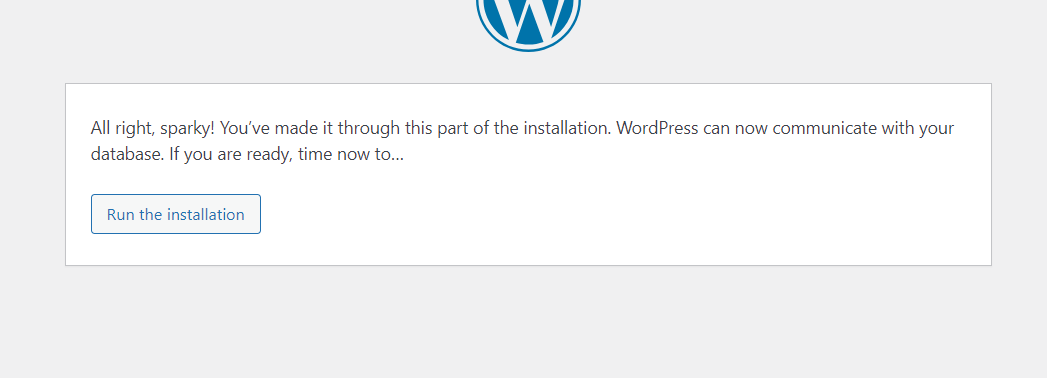 All right, sparky! You’ve made it through this part of the installation. WordPress can now communicate with your
database. If you are ready, time now to…
Run the installation